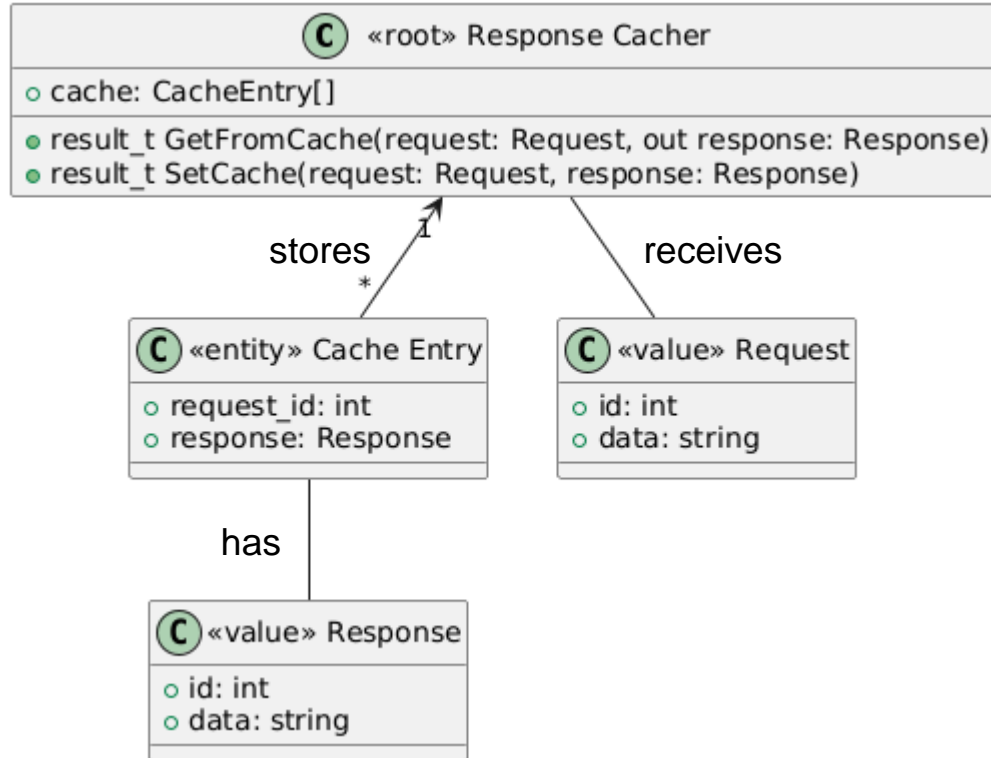 C «root» Response Cacher
cache: CacheEntry[]
result_t GetFromCache(request: Request, out response: Response)
result_t SetCache(request: Request, response: Response)
1
stores
receives
*
C «entity» Cache Entry
request_id: int
response: Response
C «value» Request
id: int
data: string
has
C «value» Response
id: int
data: string